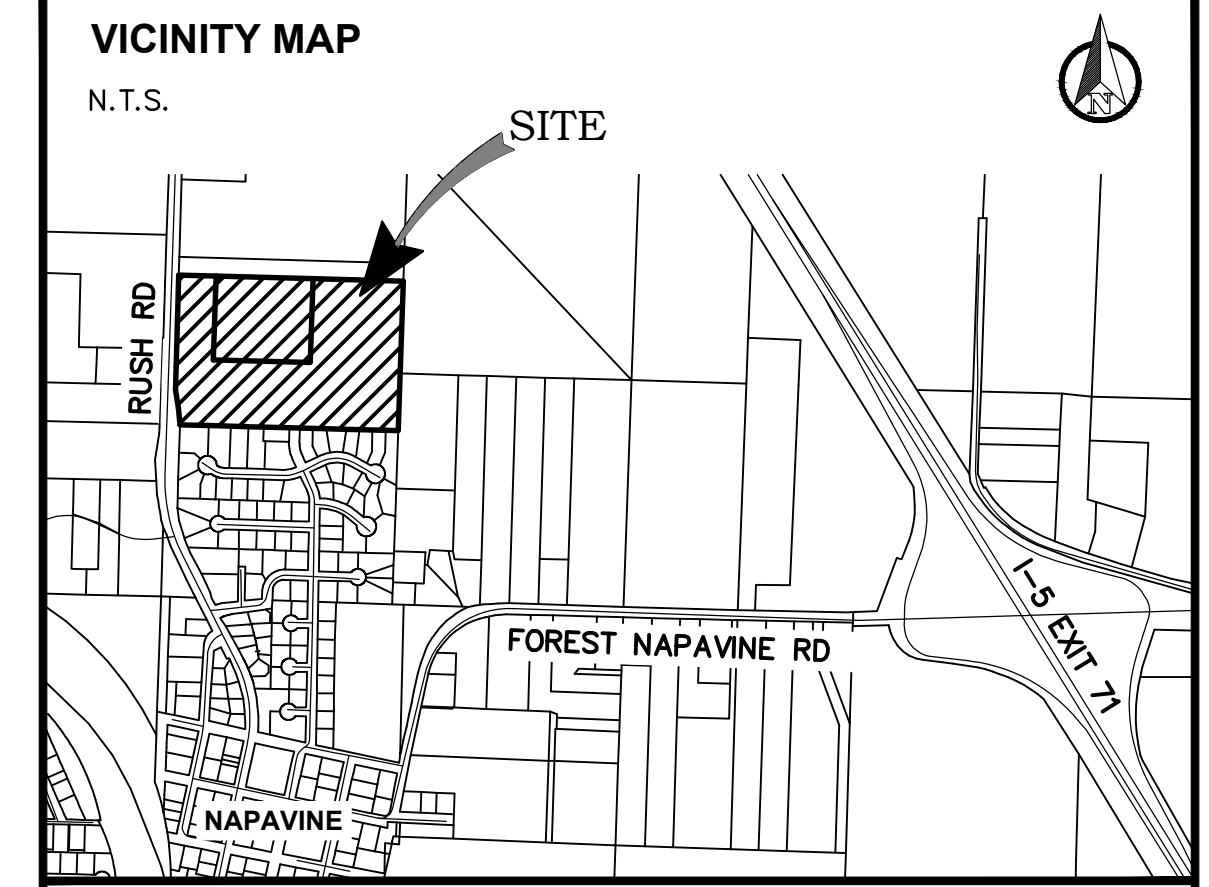 VICINITY MAP
N.T.S.
N
SITE
RUSH RD
FOREST NAPAVINE RD
I-5 EXIT 71
NAPAVINE